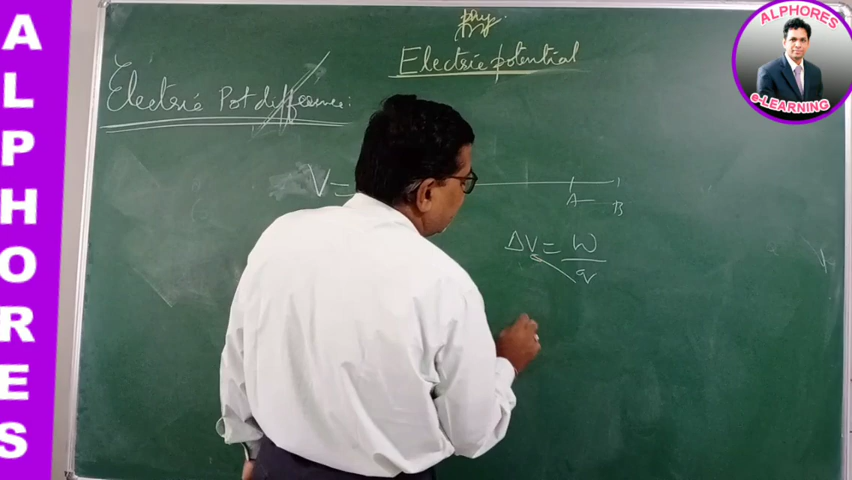 ALPHORES
phy.
Electric potential
ALPHORES
e-LEARNING
Electric Pot difference:
V =
A
B
ΔV = W
q